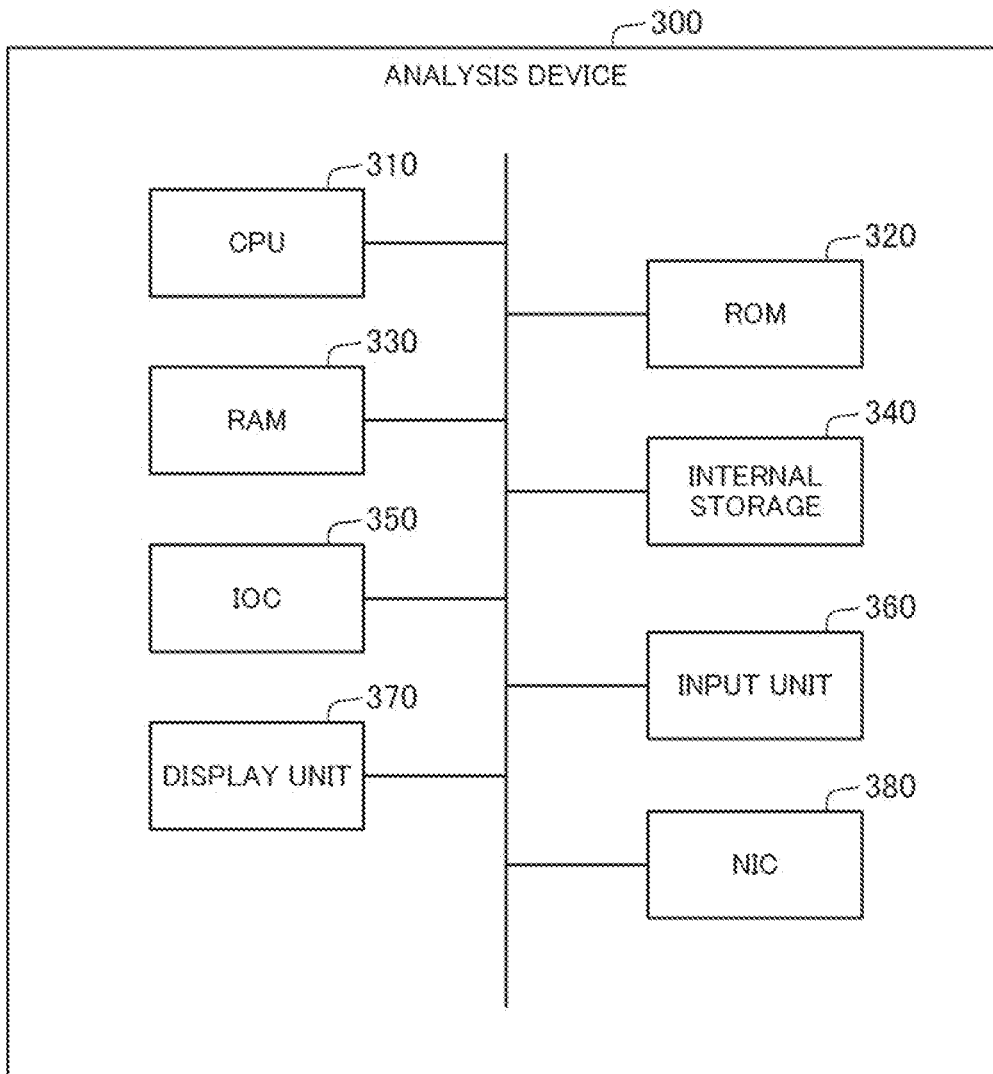 300
ANALYSIS DEVICE
310
CPU
320
ROM
330
RAM
340
INTERNAL
STORAGE
350
IOC
360
INPUT UNIT
370
DISPLAY UNIT
380
NIC